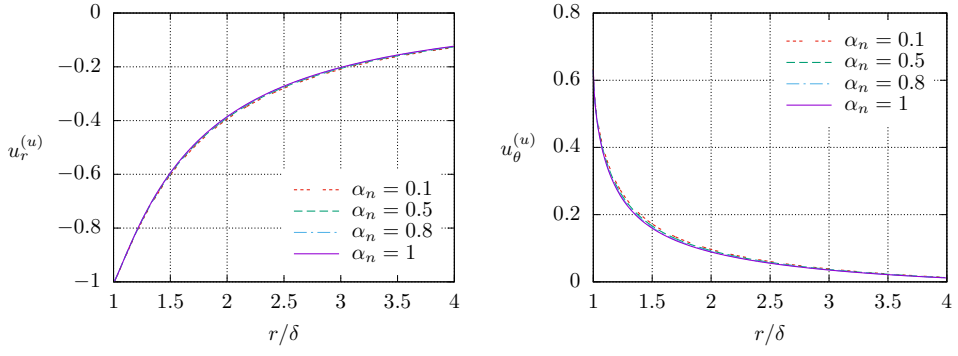 0
−0.2
−0.4
u_r^{(u)}
−0.6
−0.8
−1
α_n = 0.1
α_n = 0.5
α_n = 0.8
α_n = 1
1 1.5 2 2.5 3 3.5 4
r/δ
0.8
0.6
u_θ^{(u)} 0.4
0.2
0
α_n = 0.1
α_n = 0.5
α_n = 0.8
α_n = 1
1 1.5 2 2.5 3 3.5 4
r/δ